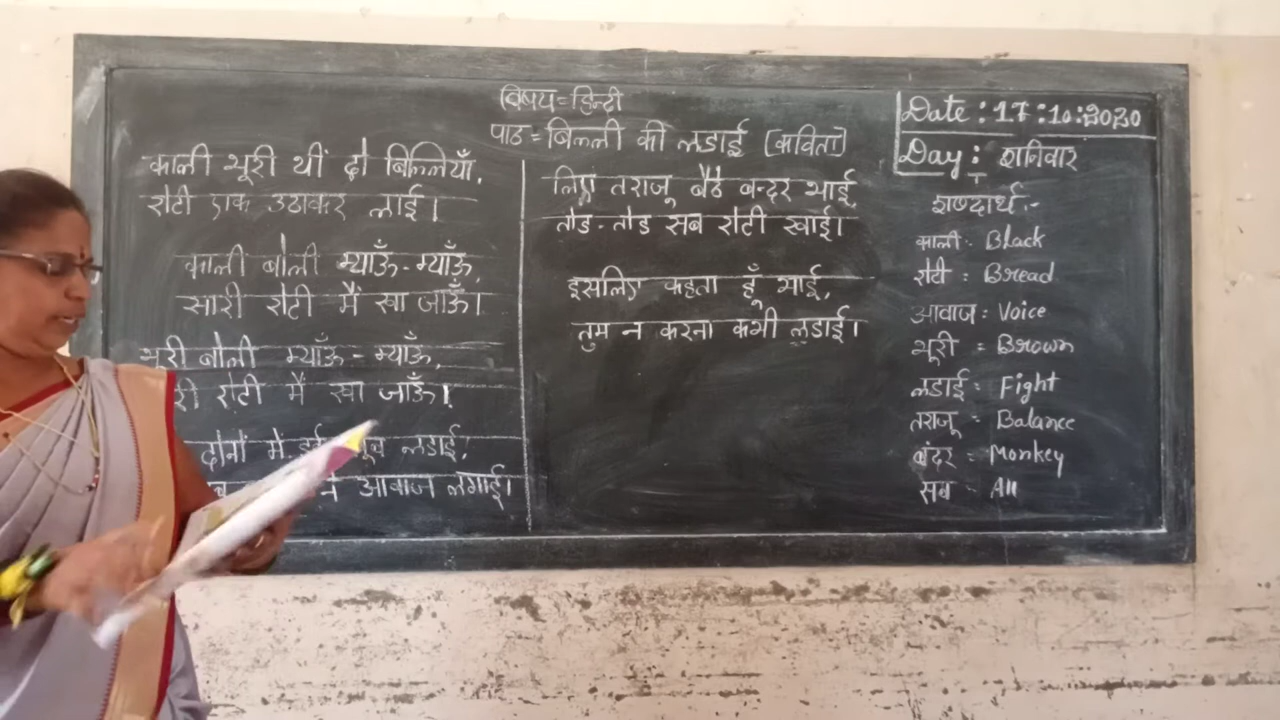 विषय = हिन्दी
पाठ = बिल्ली की लडाई [कविता]
काली भूरी थीं दो बिल्लियाँ,
रोटी एक उठाकर लाई।
काली बोली म्याऊँ - म्याऊँ,
सारी रोटी मैं खा जाऊँ।
भूरी बोली म्याऊँ - म्याऊँ,
रोटी मैं खा जाऊँ।
दोनों मे लडाई,
आवाज लगाई।
लिए तराजू बैठे बन्दर भाई,
तोड - तोड सब रोटी खाई।
इसलिए कहता हूँ भाई,
तुम न करना कभी लडाई।
Date : 17 : 10 : 2020
Day : शनिवार
शब्दार्थ :-
काली - Black
रोटी : Bread
आवाज : Voice
भूरी = Brown
लडाई = Fight
तराजू = Balance
बंदर = Monkey
सब - All